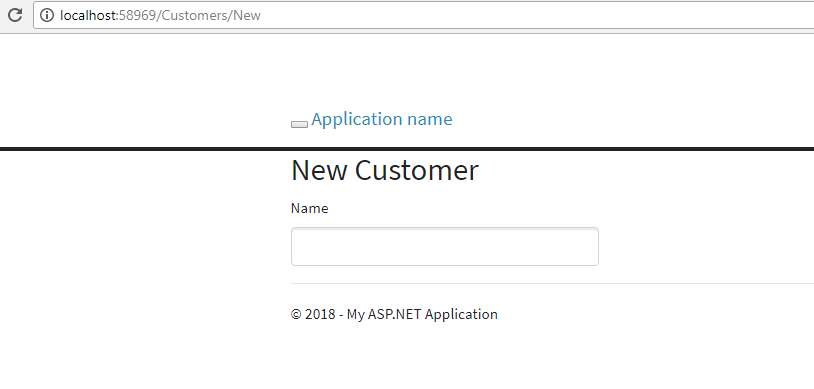 localhost:58969/Customers/New
Application name
New Customer
Name
© 2018 - My ASP.NET Application